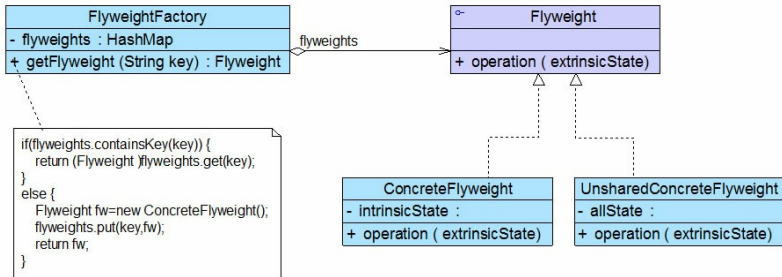 FlyweightFactory
- flyweights : HashMap
+ getFlyweight (String key) : Flyweight
flyweights
Flyweight
+ operation ( extrinsicState)
if(flyweights.containsKey(key)) {
return (Flyweight )flyweights.get(key);
}
else {
Flyweight fw=new ConcreteFlyweight();
flyweights.put(key,fw);
return fw;
}
ConcreteFlyweight
- intrinsicState :
+ operation ( extrinsicState)
UnsharedConcreteFlyweight
- allState :
+ operation ( extrinsicState)